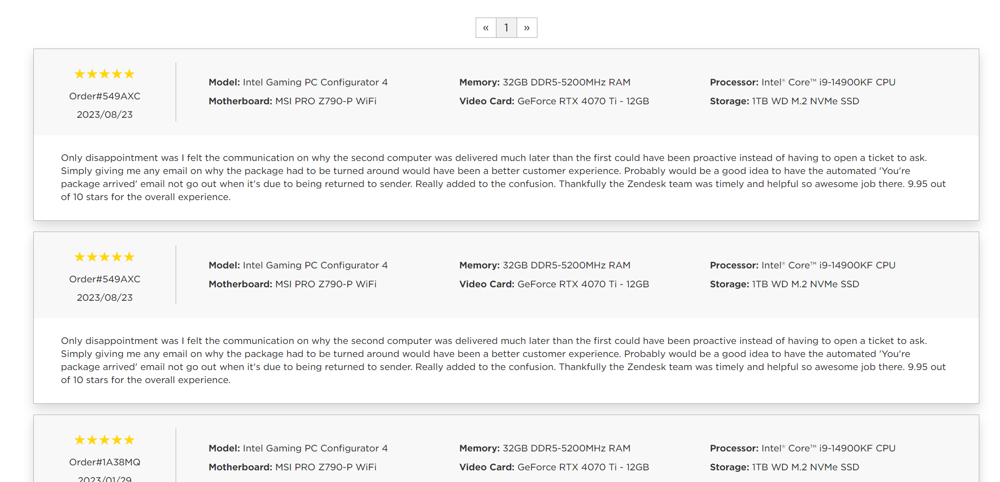 « 1 »
★★★★★
Order#549AXC
2023/08/23
Model: Intel Gaming PC Configurator 4
Motherboard: MSI PRO Z790-P WiFi
Memory: 32GB DDR5-5200MHz RAM
Video Card: GeForce RTX 4070 Ti - 12GB
Processor: Intel® Core™ i9-14900KF CPU
Storage: 1TB WD M.2 NVMe SSD
Only disappointment was I felt the communication on why the second computer was delivered much later than the first could have been proactive instead of having to open a ticket to ask.
Simply giving me any email on why the package had to be turned around would have been a better customer experience. Probably would be a good idea to have the automated 'You're
package arrived' email not go out when it's due to being returned to sender. Really added to the confusion. Thankfully the Zendesk team was timely and helpful so awesome job there. 9.95 out
of 10 stars for the overall experience.
★★★★★
Order#549AXC
2023/08/23
Model: Intel Gaming PC Configurator 4
Motherboard: MSI PRO Z790-P WiFi
Memory: 32GB DDR5-5200MHz RAM
Video Card: GeForce RTX 4070 Ti - 12GB
Processor: Intel® Core™ i9-14900KF CPU
Storage: 1TB WD M.2 NVMe SSD
Only disappointment was I felt the communication on why the second computer was delivered much later than the first could have been proactive instead of having to open a ticket to ask.
Simply giving me any email on why the package had to be turned around would have been a better customer experience. Probably would be a good idea to have the automated 'You're
package arrived' email not go out when it's due to being returned to sender. Really added to the confusion. Thankfully the Zendesk team was timely and helpful so awesome job there. 9.95 out
of 10 stars for the overall experience.
★★★★★
Order#1A38MQ
2023/01/29
Model: Intel Gaming PC Configurator 4
Motherboard: MSI PRO Z790-P WiFi
Memory: 32GB DDR5-5200MHz RAM
Video Card: GeForce RTX 4070 Ti - 12GB
Processor: Intel® Core™ i9-14900KF CPU
Storage: 1TB WD M.2 NVMe SSD